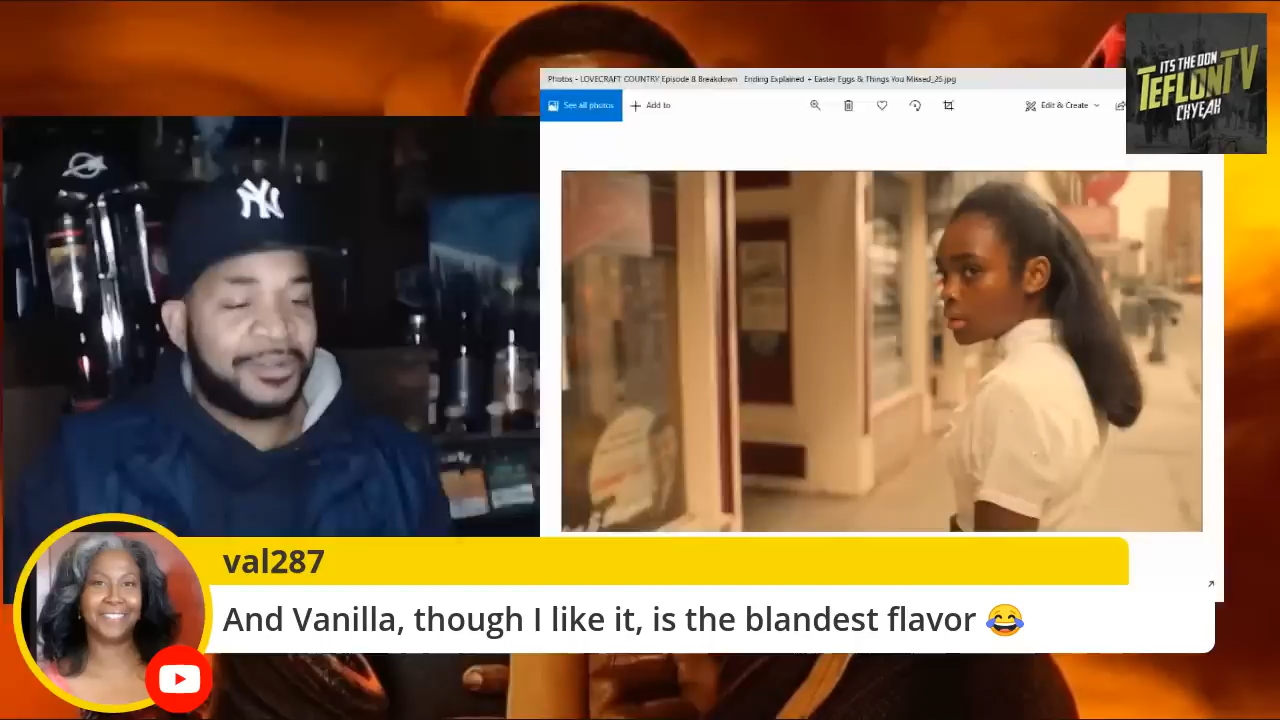 Photos - LOVECRAFT COUNTRY Episode 8 Breakdown Ending Explained + Easter Eggs & Things You Missed_25.jpg
See all photos
Add to
Edit & Create
IT'S THE DON
TEFLON TV
CHYEAH
NY
val287
And Vanilla, though I like it, is the blandest flavor 😂